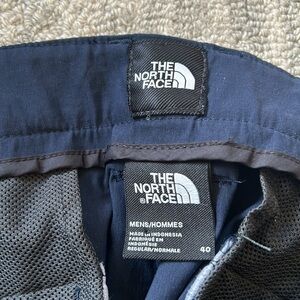 THE
NORTH
FACE
THE
NORTH
®FACE
MENS/HOMMES
MADE IN INDONESIA
FABRIQUÉ EN
INDONÉSIE
REGULAR/NORMALE 40